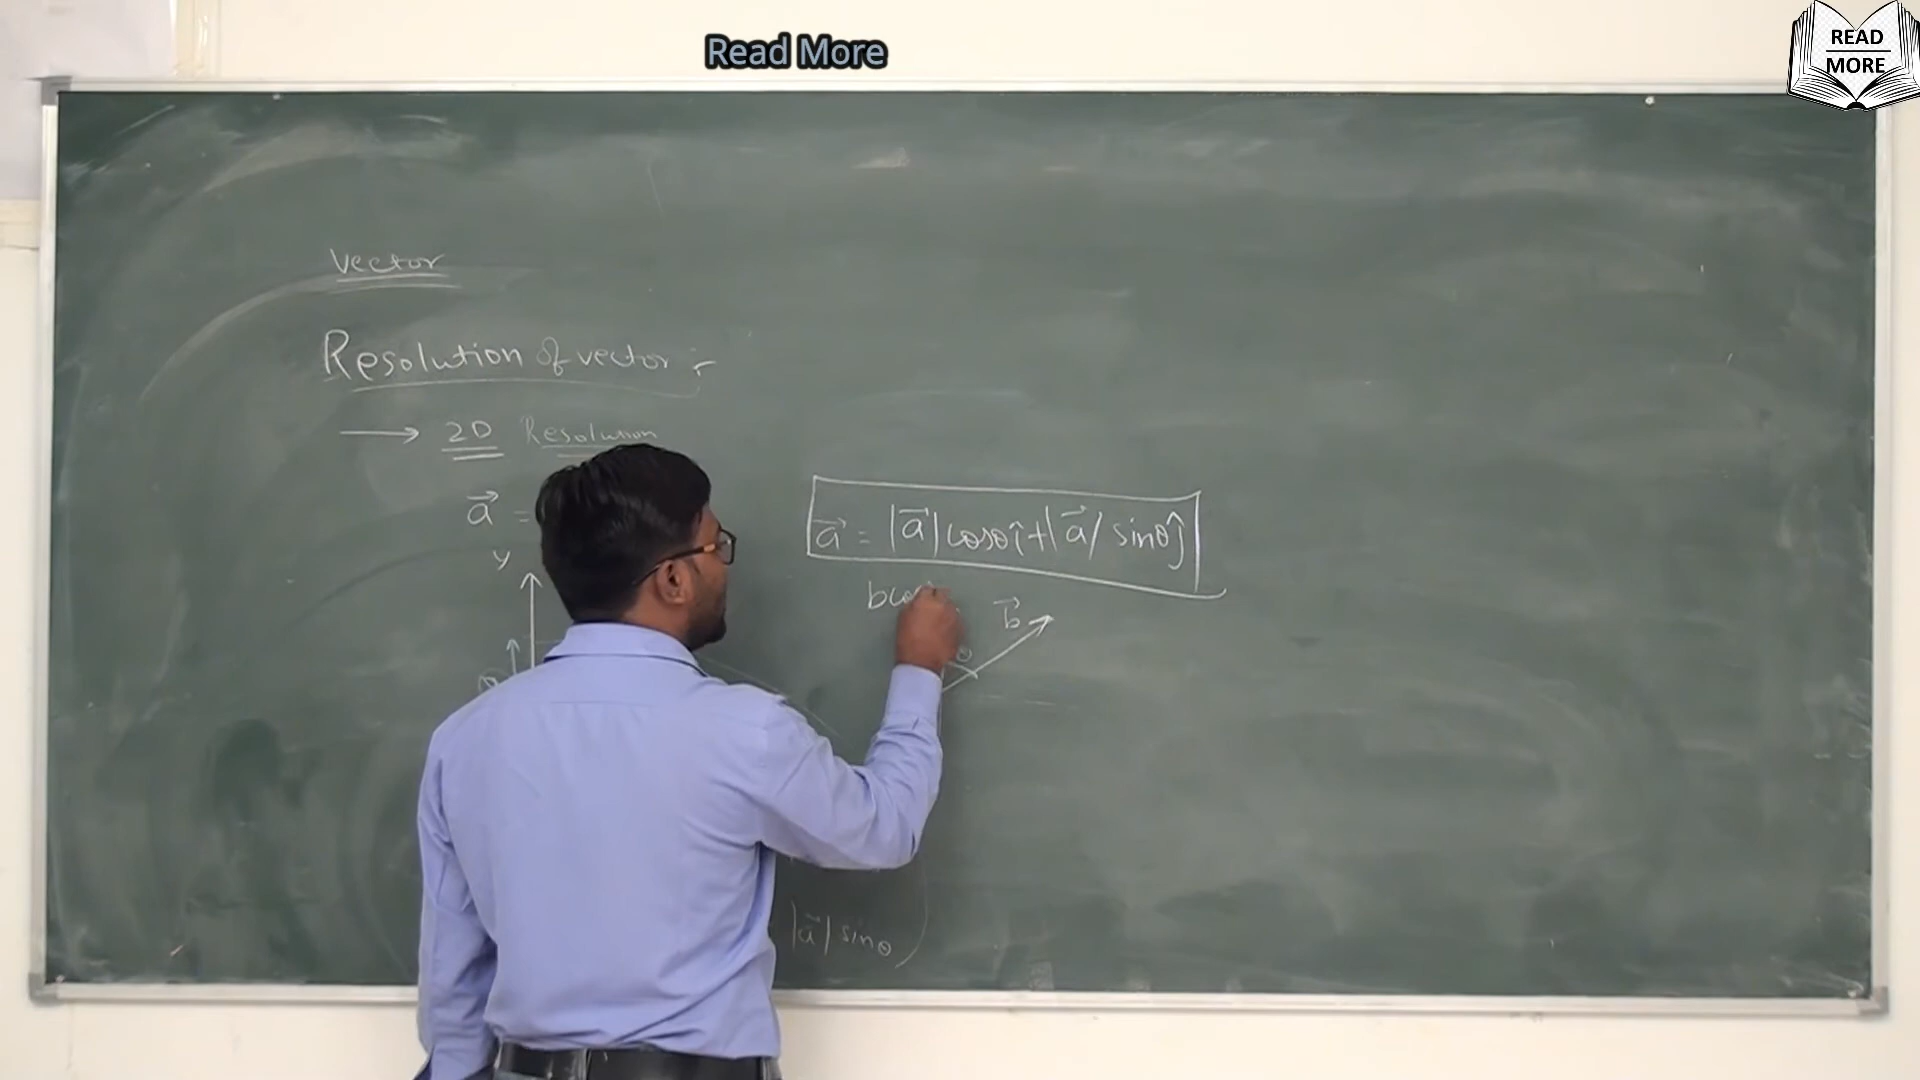 Read More
READ
MORE
Vector
Resolution of vector :-
→ 2D Resolution
a⃗ =
y
a⃗ = |a⃗| cosθ î + |a⃗| sinθ ĵ
b⃗
θ
|a⃗| sinθ